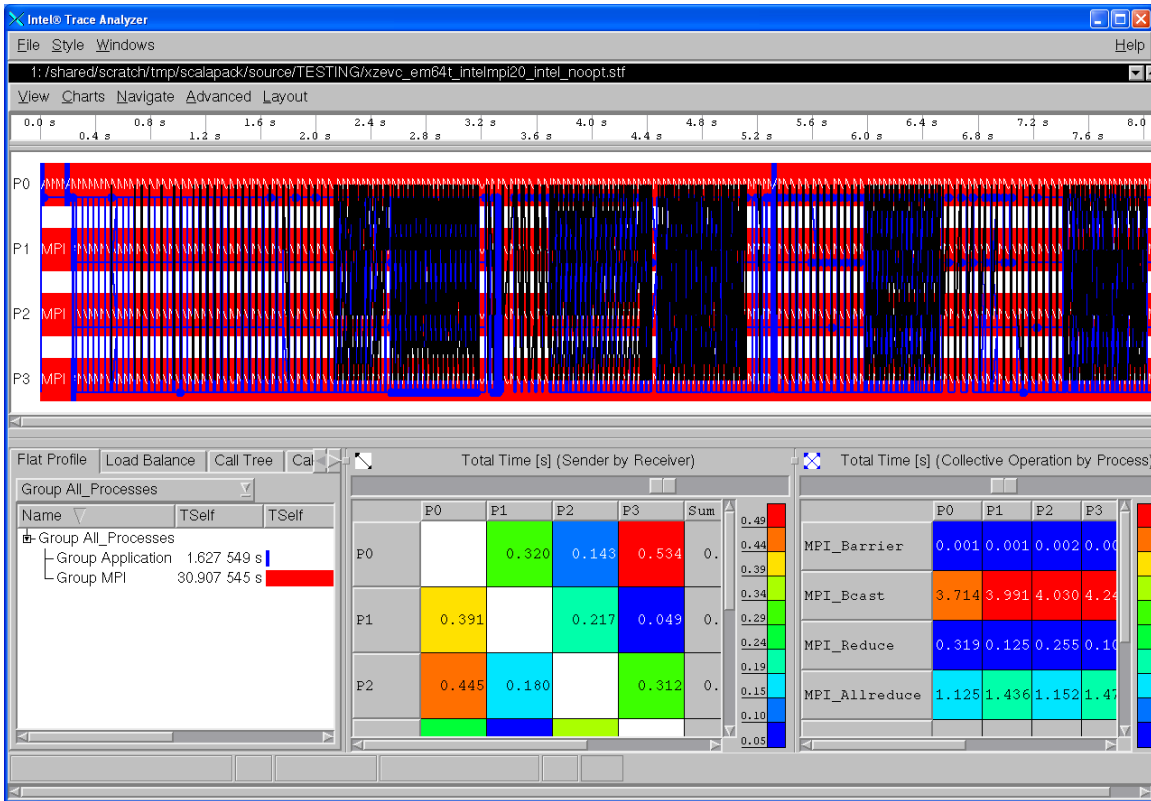 Intel® Trace Analyzer
File Style Windows Help
1: /shared/scratch/tmp/scalapack/source/TESTING/xzevc_em64t_intelmpi20_intel_noopt.stf
View Charts Navigate Advanced Layout
0.0 s 0.8 s 1.6 s 2.4 s 3.2 s 4.0 s 4.8 s 5.6 s 6.4 s 7.2 s 8.0
0.4 s 1.2 s 2.0 s 2.8 s 3.6 s 4.4 s 5.2 s 6.0 s 6.8 s 7.6 s
P0
P1 MPI
P2 MPI
P3 MPI
Flat Profile Load Balance Call Tree Cal
Group All_Processes
Name TSelf TSelf
Group All_Processes
Group Application 1.627 549 s
Group MPI 30.907 545 s
Total Time [s] (Sender by Receiver)
P0 P1 P2 P3 Sum
P0 0.320 0.143 0.534 0.
P1 0.391 0.217 0.049 0.
P2 0.445 0.180 0.312 0.
0.49
0.44
0.39
0.34
0.29
0.24
0.19
0.15
0.10
0.05
Total Time [s] (Collective Operation by Process)
P0 P1 P2 P3
MPI_Barrier 0.001 0.001 0.002 0.00
MPI_Bcast 3.714 3.991 4.030 4.24
MPI_Reduce 0.319 0.125 0.255 0.10
MPI_Allreduce 1.125 1.436 1.152 1.47